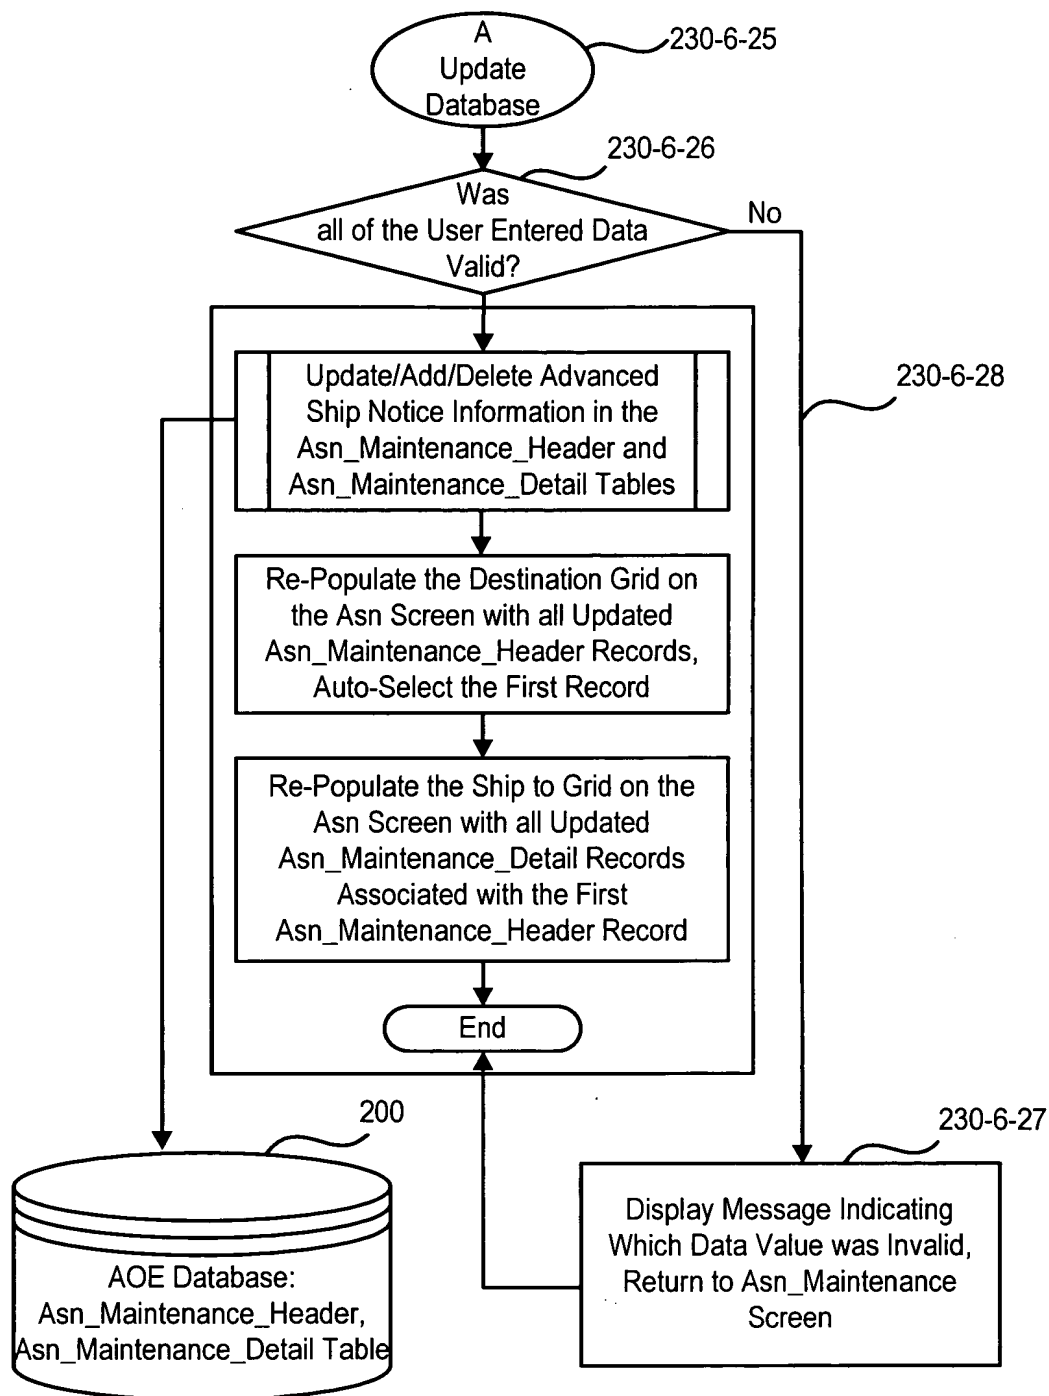 A
Update
Database
230-6-25
230-6-26
Was
all of the User Entered Data
Valid?
No
Update/Add/Delete Advanced
Ship Notice Information in the
Asn_Maintenance_Header and
Asn_Maintenance_Detail Tables
230-6-28
Re-Populate the Destination Grid on
the Asn Screen with all Updated
Asn_Maintenance_Header Records,
Auto-Select the First Record
Re-Populate the Ship to Grid on the
Asn Screen with all Updated
Asn_Maintenance_Detail Records
Associated with the First
Asn_Maintenance_Header Record
End
200
AOE Database:
Asn_Maintenance_Header,
Asn_Maintenance_Detail Table
230-6-27
Display Message Indicating
Which Data Value was Invalid,
Return to Asn_Maintenance
Screen